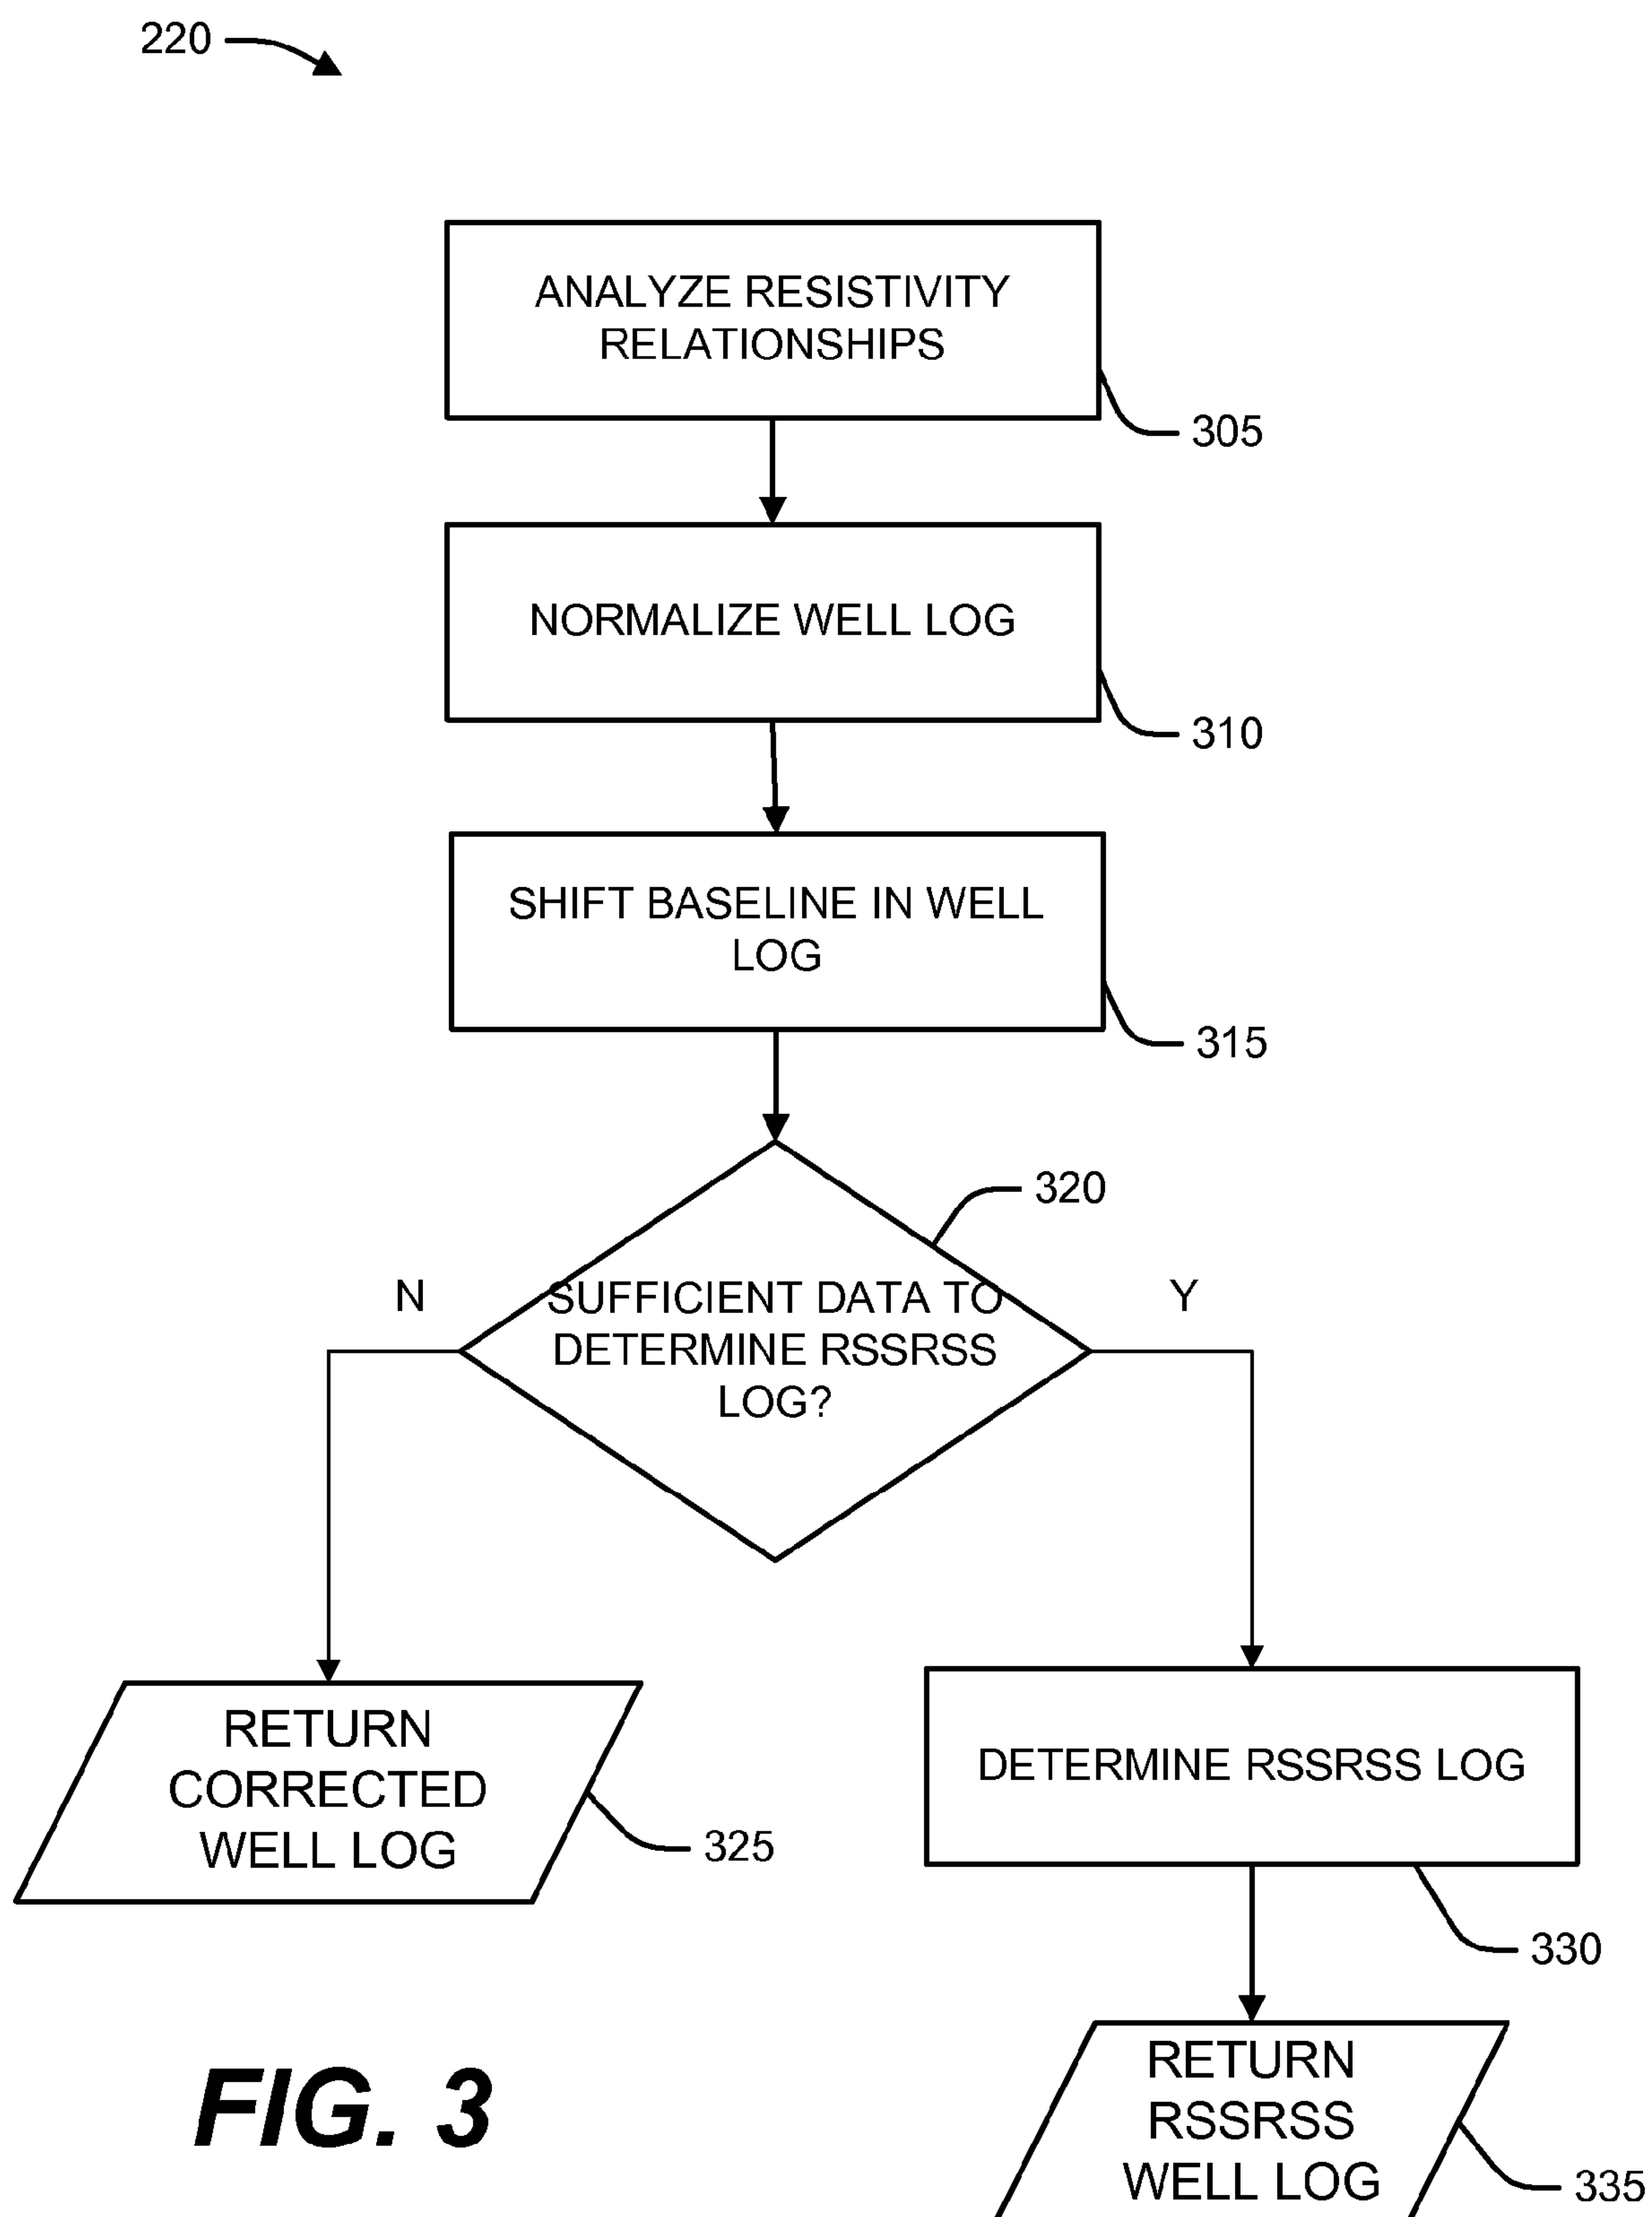 220
ANALYZE RESISTIVITY
RELATIONSHIPS
305
NORMALIZE WELL LOG
310
SHIFT BASELINE IN WELL
LOG
315
320
N
SUFFICIENT DATA TO
DETERMINE RSSRSS
LOG?
Y
RETURN
CORRECTED
WELL LOG
325
DETERMINE RSSRSS LOG
330
RETURN
RSSRSS
WELL LOG
335
FIG. 3